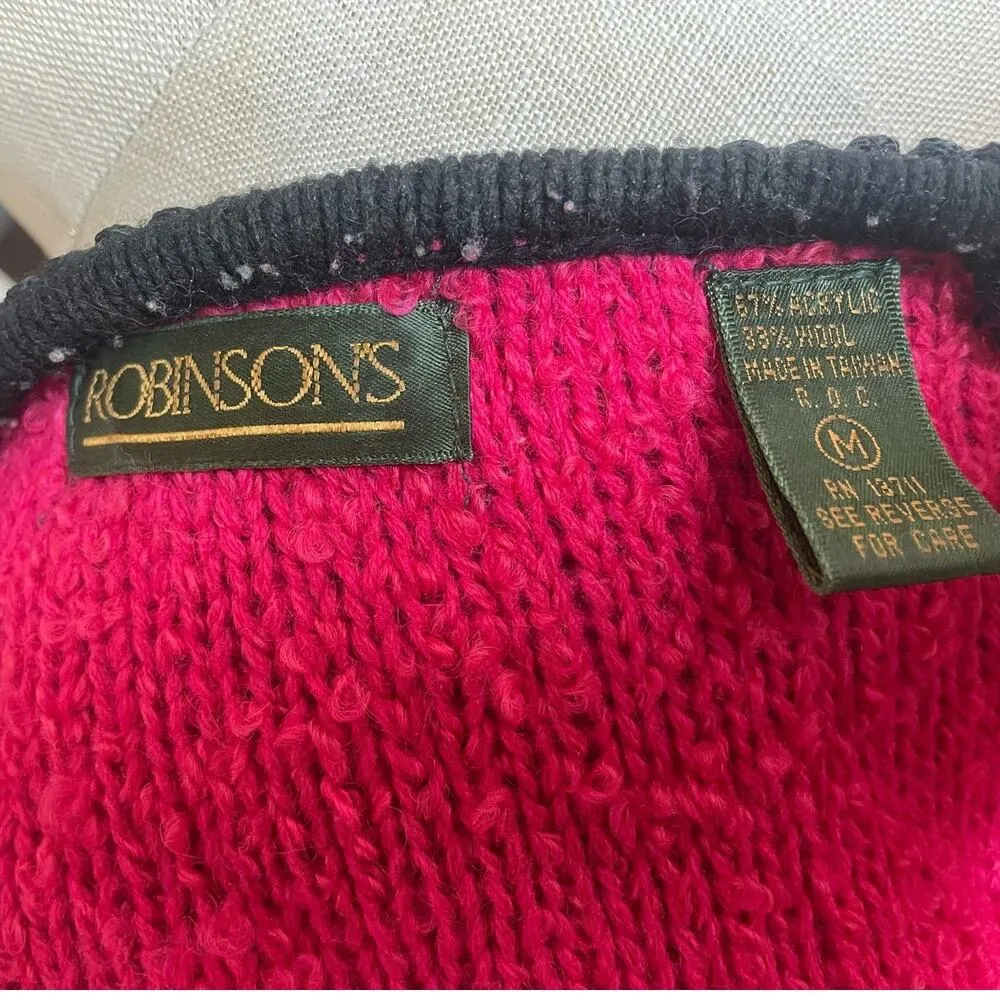 ROBINSON'S
67% ACRYLIC
33% WOOL
MADE IN TAIWAN
R.O.C.
M
RN 13711
SEE REVERSE
FOR CARE